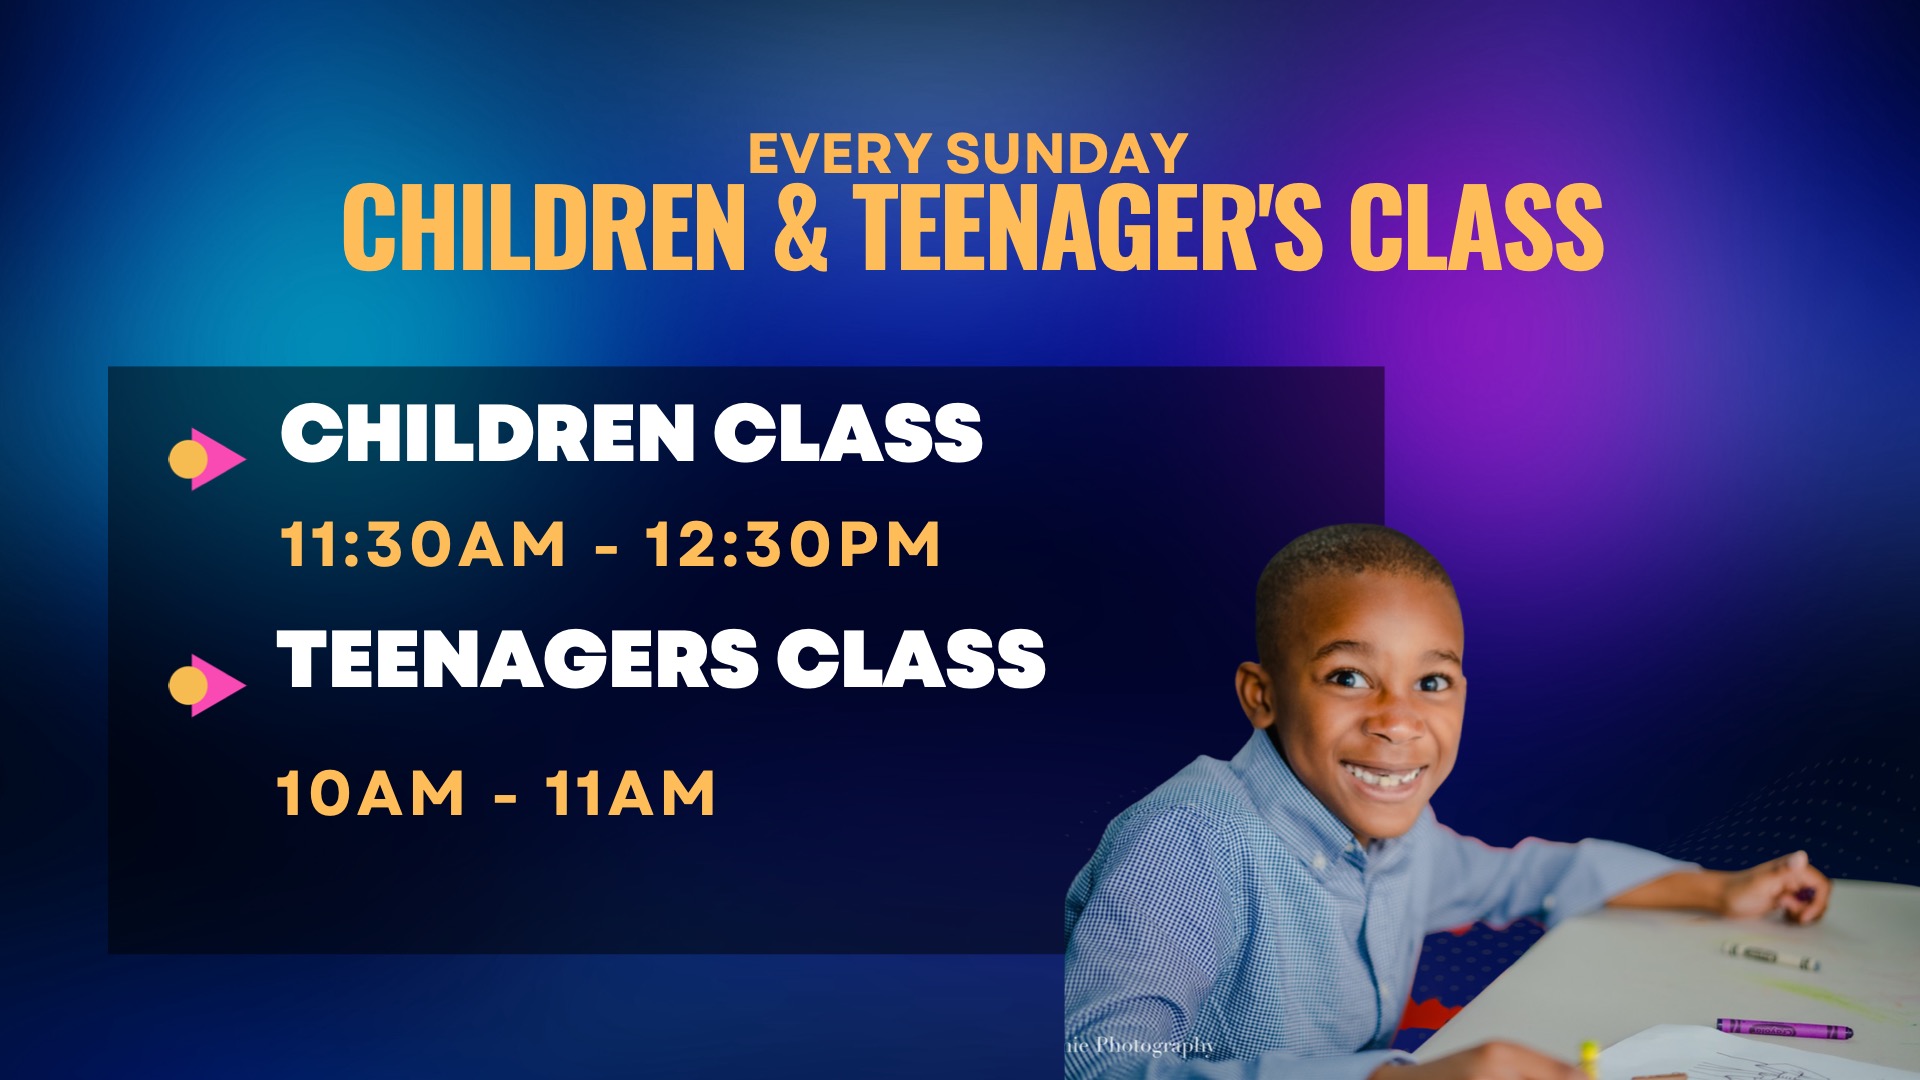 EVERY SUNDAY
CHILDREN & TEENAGER'S CLASS
CHILDREN CLASS
11:30AM - 12:30PM
TEENAGERS CLASS
10AM - 11AM
Photography